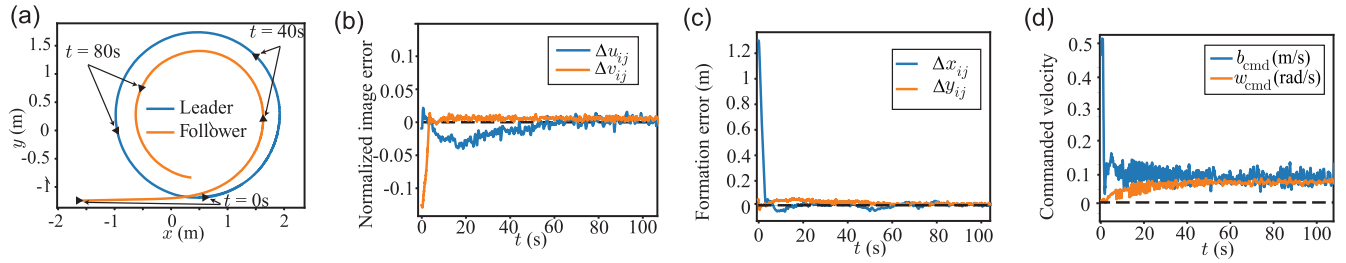 (a)
1.5
1
0.5
0
-0.5
-1
y (m)
t = 80s
t = 40s
Leader
Follower
t = 0s
-2
-1
0
1
2
x (m)
(b)
0.1
0.05
0
-0.05
-0.1
Normalized image error
Δu_ij
Δv_ij
0
20
40
60
80
100
t (s)
(c)
1.2
1.0
0.8
0.6
0.4
0.2
0
Formation error (m)
Δx_ij
Δy_ij
0
20
40
60
80
100
t (s)
(d)
0.5
0.4
0.3
0.2
0.1
0
Commanded velocity
b_cmd (m/s)
w_cmd (rad/s)
0
20
40
60
80
100
t (s)